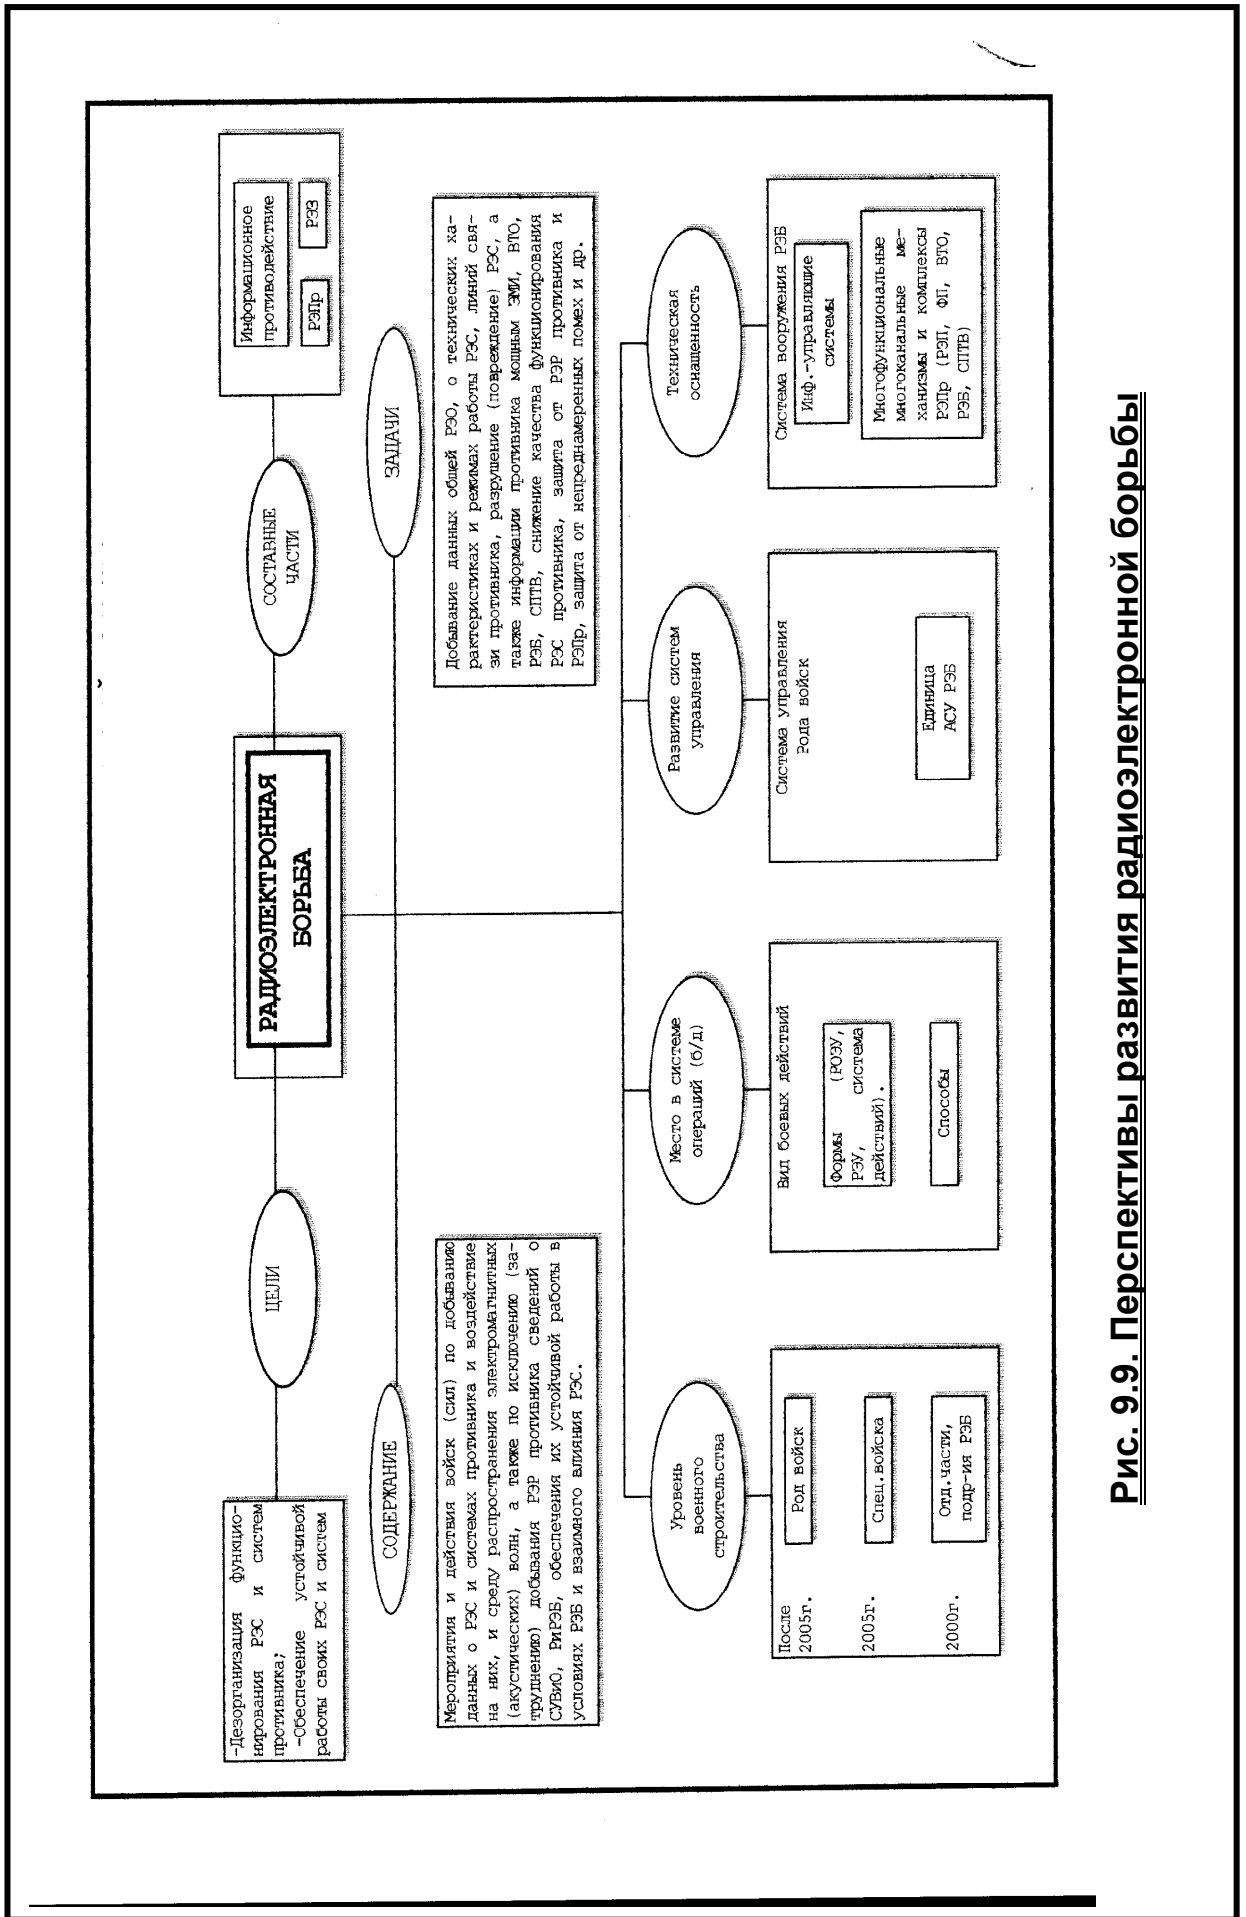 РАДИОЭЛЕКТРОННАЯ
БОРЬБА
ЦЕЛИ
-Дезорганизация функцио-
нирования РЭС и систем
противника;
-Обеспечение устойчивой
работы своих РЭС и систем
СОСТАВНЫЕ
ЧАСТИ
Информационное
противодействие
РЭПр
РЭЗ
СОДЕРЖАНИЕ
Мероприятия и действия войск (сил) по добыванию
данных о РЭС и системах противника и воздействие
на них, и среду распространения электромагнитных
(акустических) волн, а также по исключению (за-
труднению) добывания РЭР противника сведений о
СУВиО, РиРЭБ, обеспечения их устойчивой работы в
условиях РЭБ и взаимного влияния РЭС.
ЗАДАЧИ
Добывание данных общей РЭО, о технических ха-
рактеристиках и режимах работы РЭС, линий свя-
зи противника, разрушение (повреждение) РЭС, а
также информации противника мощным ЭМИ, ВТО,
РЭБ, СПТВ, снижение качества функционирования
РЭС противника, защита от РЭР противника и
РЭПр, защита от непреднамеренных помех и др.
Уровень
военного
строительства
После
2005г.
Род войск
2005г.
Спец.войска
2000г.
Отд.части,
подр-ия РЭБ
Место в системе
операций (б/д)
Вид боевых действий
Формы (РОЭУ,
РЭУ, система
действий).
Способы
Развитие систем
управления
Система управления
Рода войск
Единица
АСУ РЭБ
Техническая
оснащенность
Система вооружения РЭБ
Инф.-управляющие
системы
Многофункциональные
многоканальные ме-
ханизмы и комплексы
РЭПр (РЭП, ФП, ВТО,
РЭБ, СПТВ)
Рис. 9.9. Перспективы развития радиоэлектронной борьбы